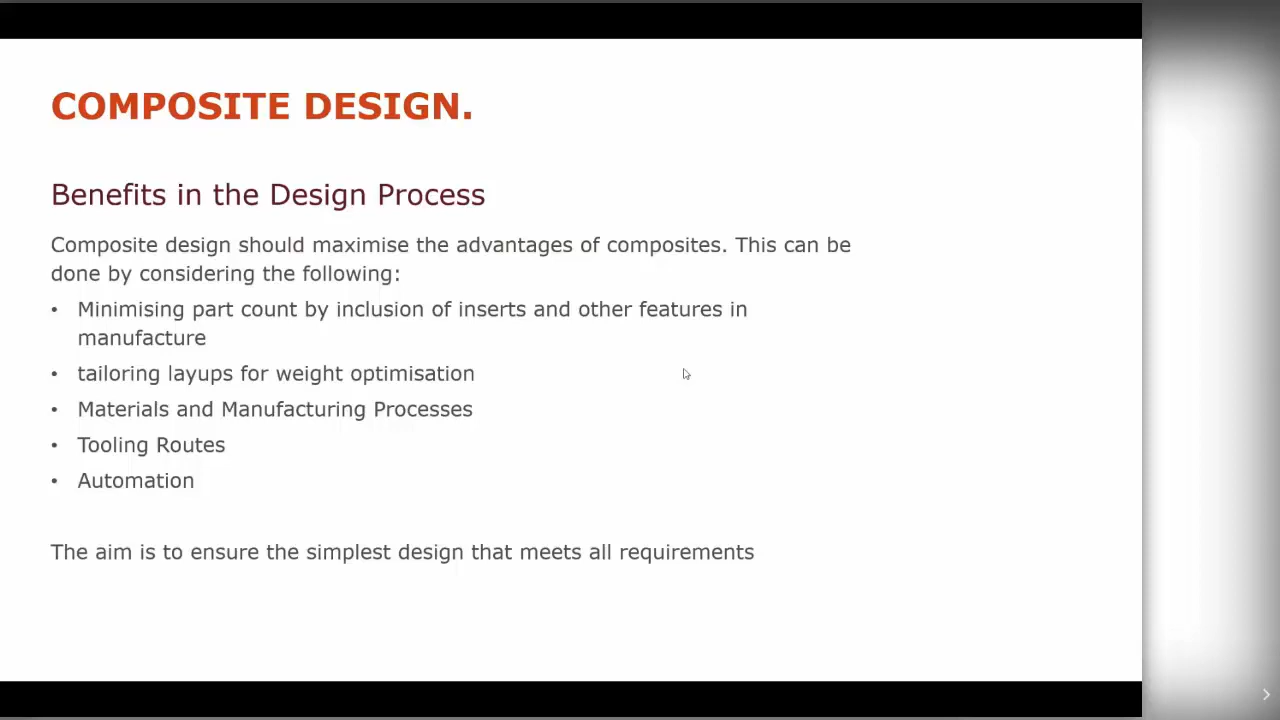 COMPOSITE DESIGN.
Benefits in the Design Process
Composite design should maximise the advantages of composites. This can be
done by considering the following:
• Minimising part count by inclusion of inserts and other features in
manufacture
• tailoring layups for weight optimisation
• Materials and Manufacturing Processes
• Tooling Routes
• Automation
The aim is to ensure the simplest design that meets all requirements